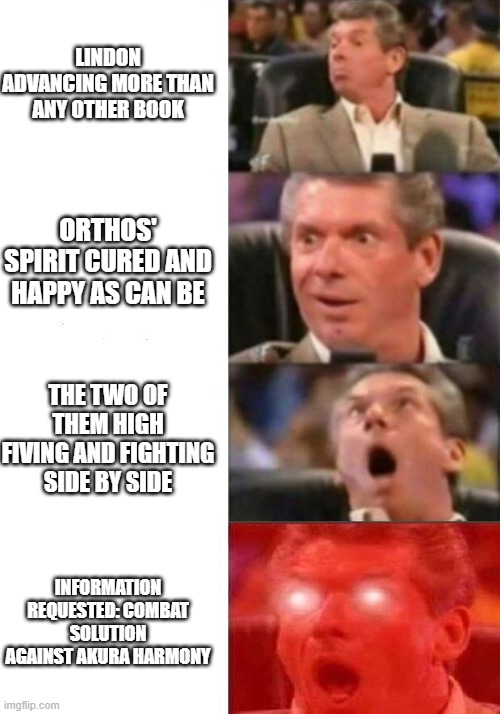 LINDON
ADVANCING MORE THAN
ANY OTHER BOOK
ORTHOS'
SPIRIT CURED AND
HAPPY AS CAN BE
THE TWO OF
THEM HIGH
FIVING AND FIGHTING
SIDE BY SIDE
INFORMATION
REQUESTED: COMBAT
SOLUTION
AGAINST AKURA HARMONY
imgflip.com